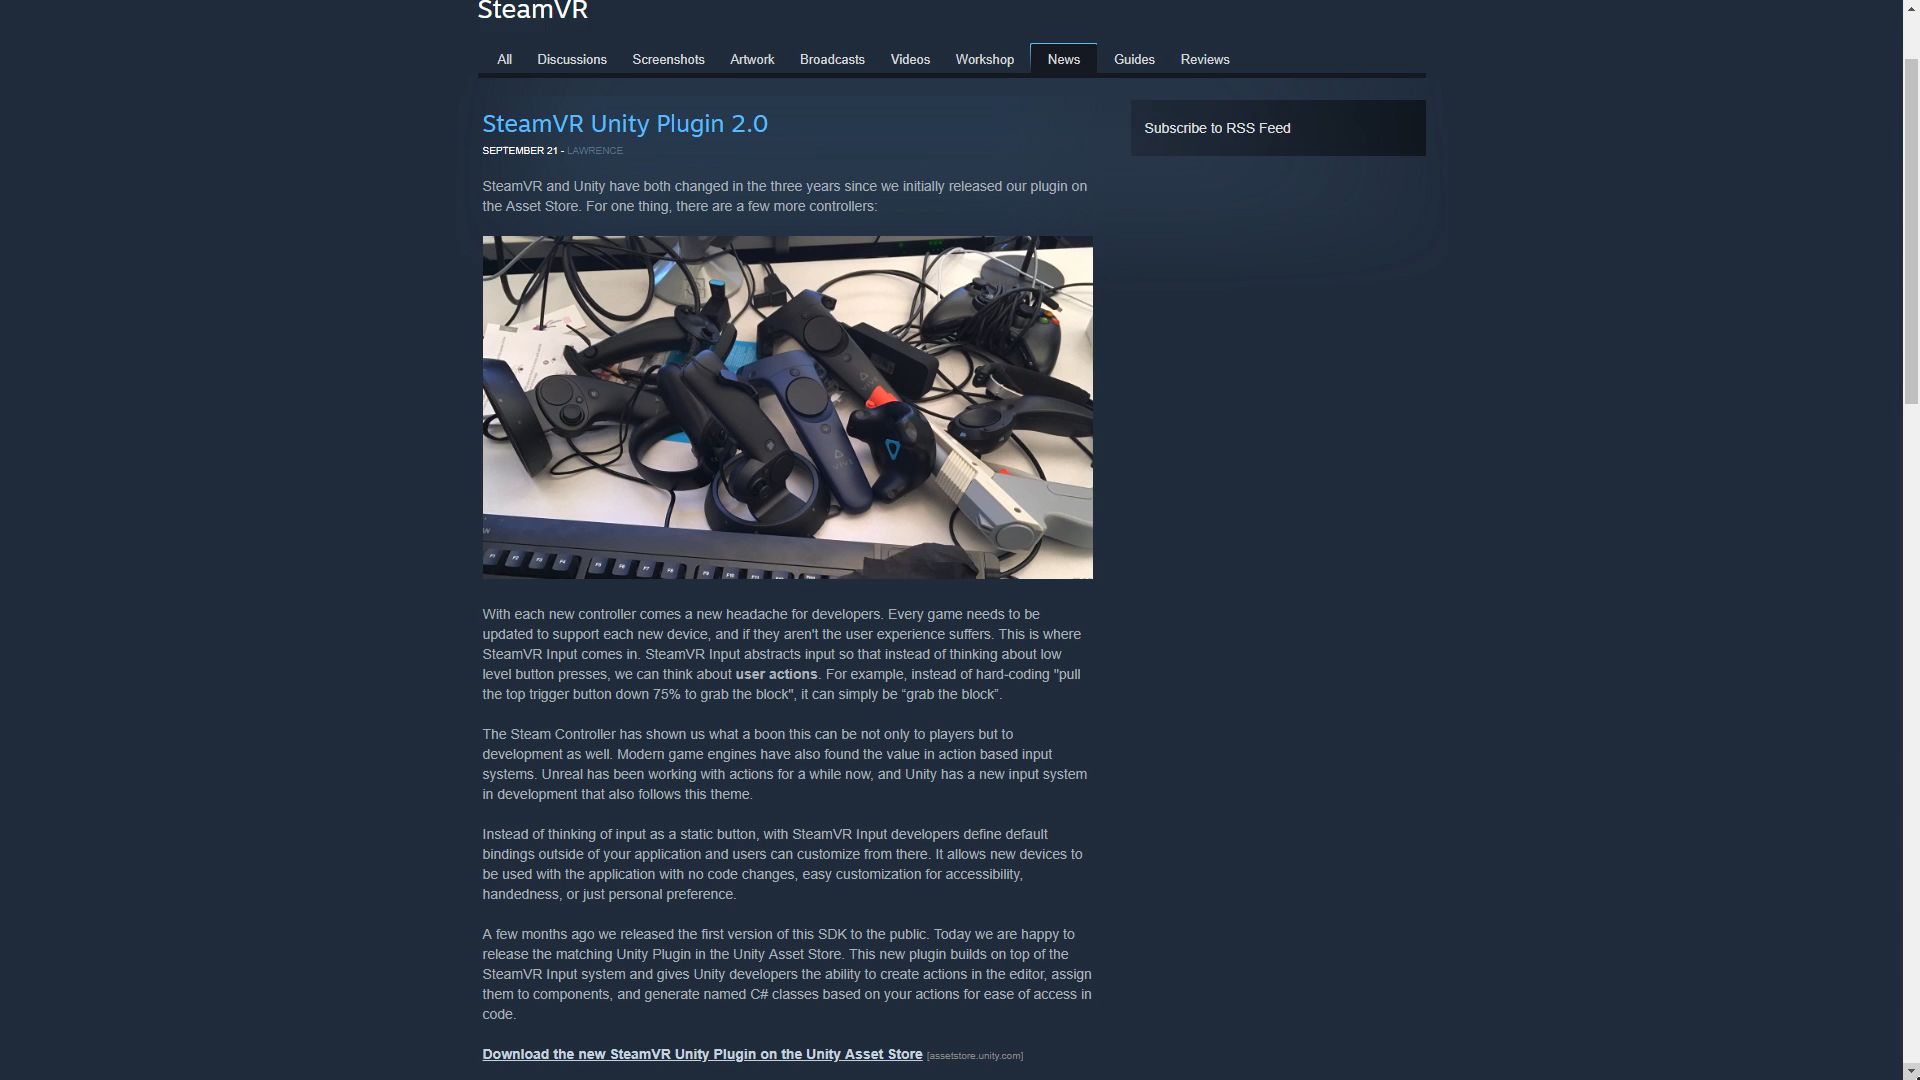 SteamVR
All Discussions Screenshots Artwork Broadcasts Videos Workshop News Guides Reviews
SteamVR Unity Plugin 2.0
SEPTEMBER 21 - LAWRENCE
Subscribe to RSS Feed
SteamVR and Unity have both changed in the three years since we initially released our plugin on
the Asset Store. For one thing, there are a few more controllers:
VIVE
F1 F2 F3 F4 F5 F6 F7 F8 F9 F10
With each new controller comes a new headache for developers. Every game needs to be
updated to support each new device, and if they aren't the user experience suffers. This is where
SteamVR Input comes in. SteamVR Input abstracts input so that instead of thinking about low
level button presses, we can think about user actions. For example, instead of hard-coding "pull
the top trigger button down 75% to grab the block", it can simply be “grab the block”.
The Steam Controller has shown us what a boon this can be not only to players but to
development as well. Modern game engines have also found the value in action based input
systems. Unreal has been working with actions for a while now, and Unity has a new input system
in development that also follows this theme.
Instead of thinking of input as a static button, with SteamVR Input developers define default
bindings outside of your application and users can customize from there. It allows new devices to
be used with the application with no code changes, easy customization for accessibility,
handedness, or just personal preference.
A few months ago we released the first version of this SDK to the public. Today we are happy to
release the matching Unity Plugin in the Unity Asset Store. This new plugin builds on top of the
SteamVR Input system and gives Unity developers the ability to create actions in the editor, assign
them to components, and generate named C# classes based on your actions for ease of access in
code.
Download the new SteamVR Unity Plugin on the Unity Asset Store [assetstore.unity.com]